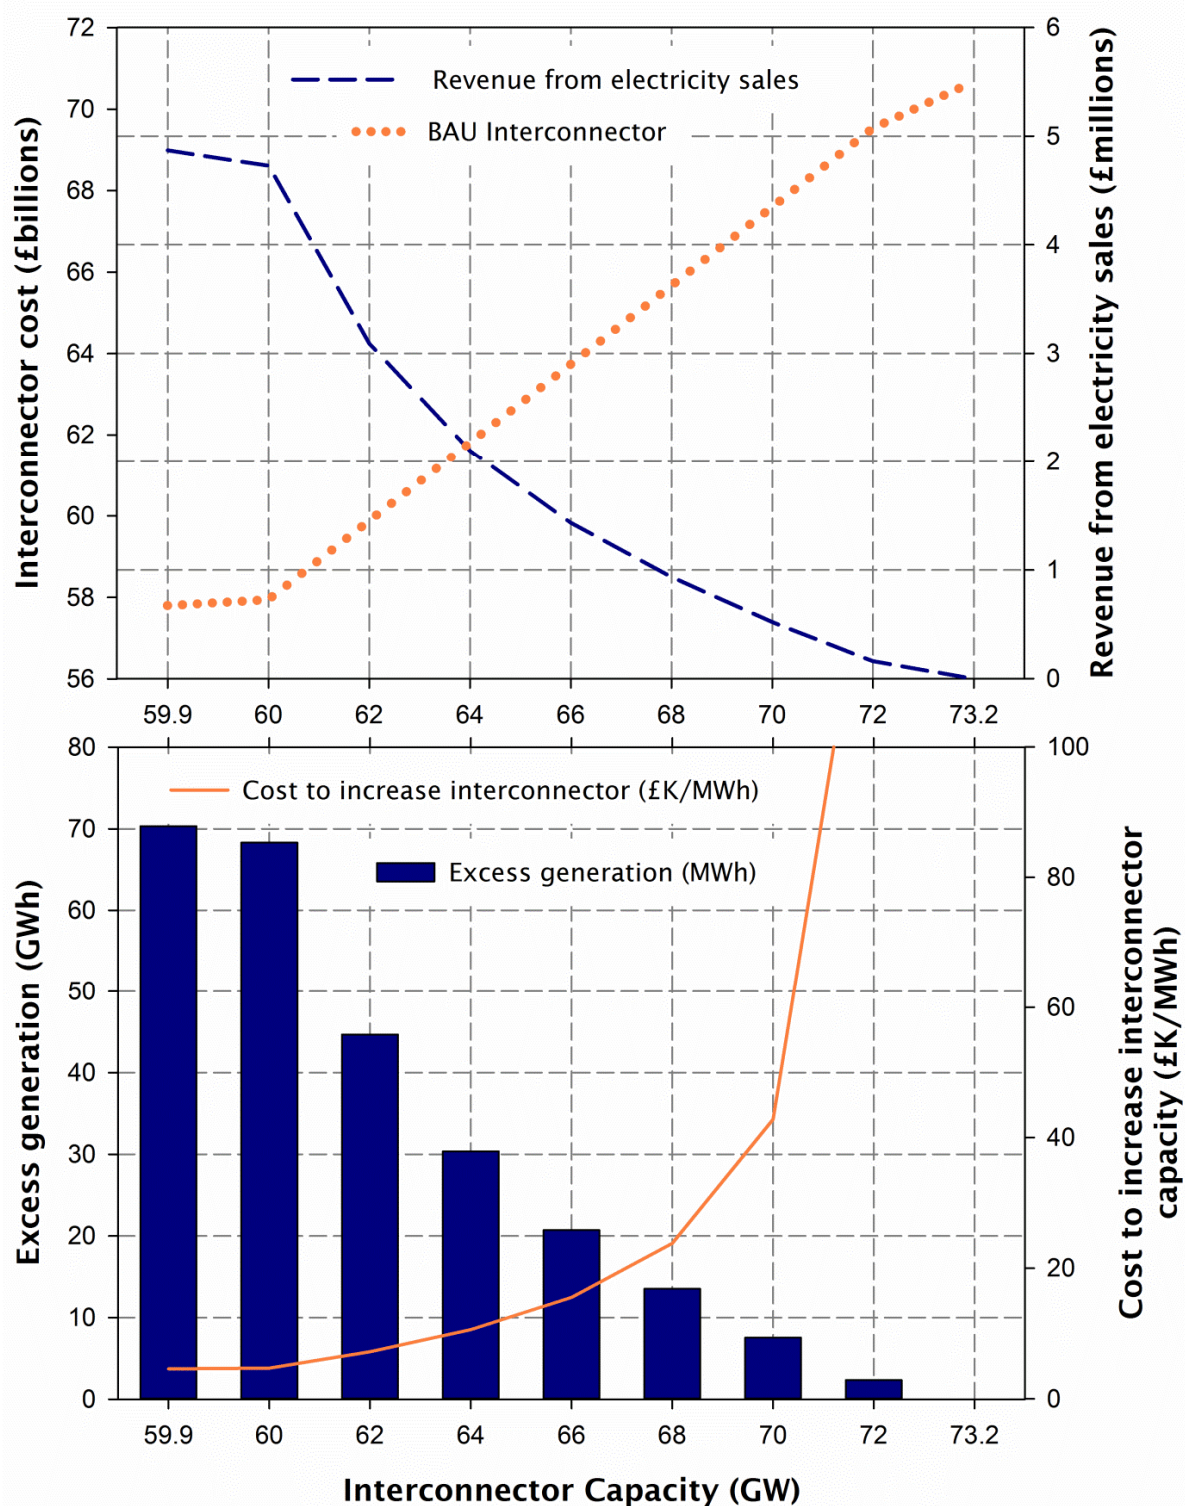 72
70
68
66
64
62
60
58
56
Interconnector cost (£billions)
Revenue from electricity sales
BAU Interconnector
6
5
4
3
2
1
0
Revenue from electricity sales (£millions)
59.9 60 62 64 66 68 70 72 73.2
80
70
60
50
40
30
20
10
0
Excess generation (GWh)
Cost to increase interconnector (£K/MWh)
Excess generation (MWh)
100
80
60
40
20
0
Cost to increase interconnector
capacity (£K/MWh)
59.9 60 62 64 66 68 70 72 73.2
Interconnector Capacity (GW)